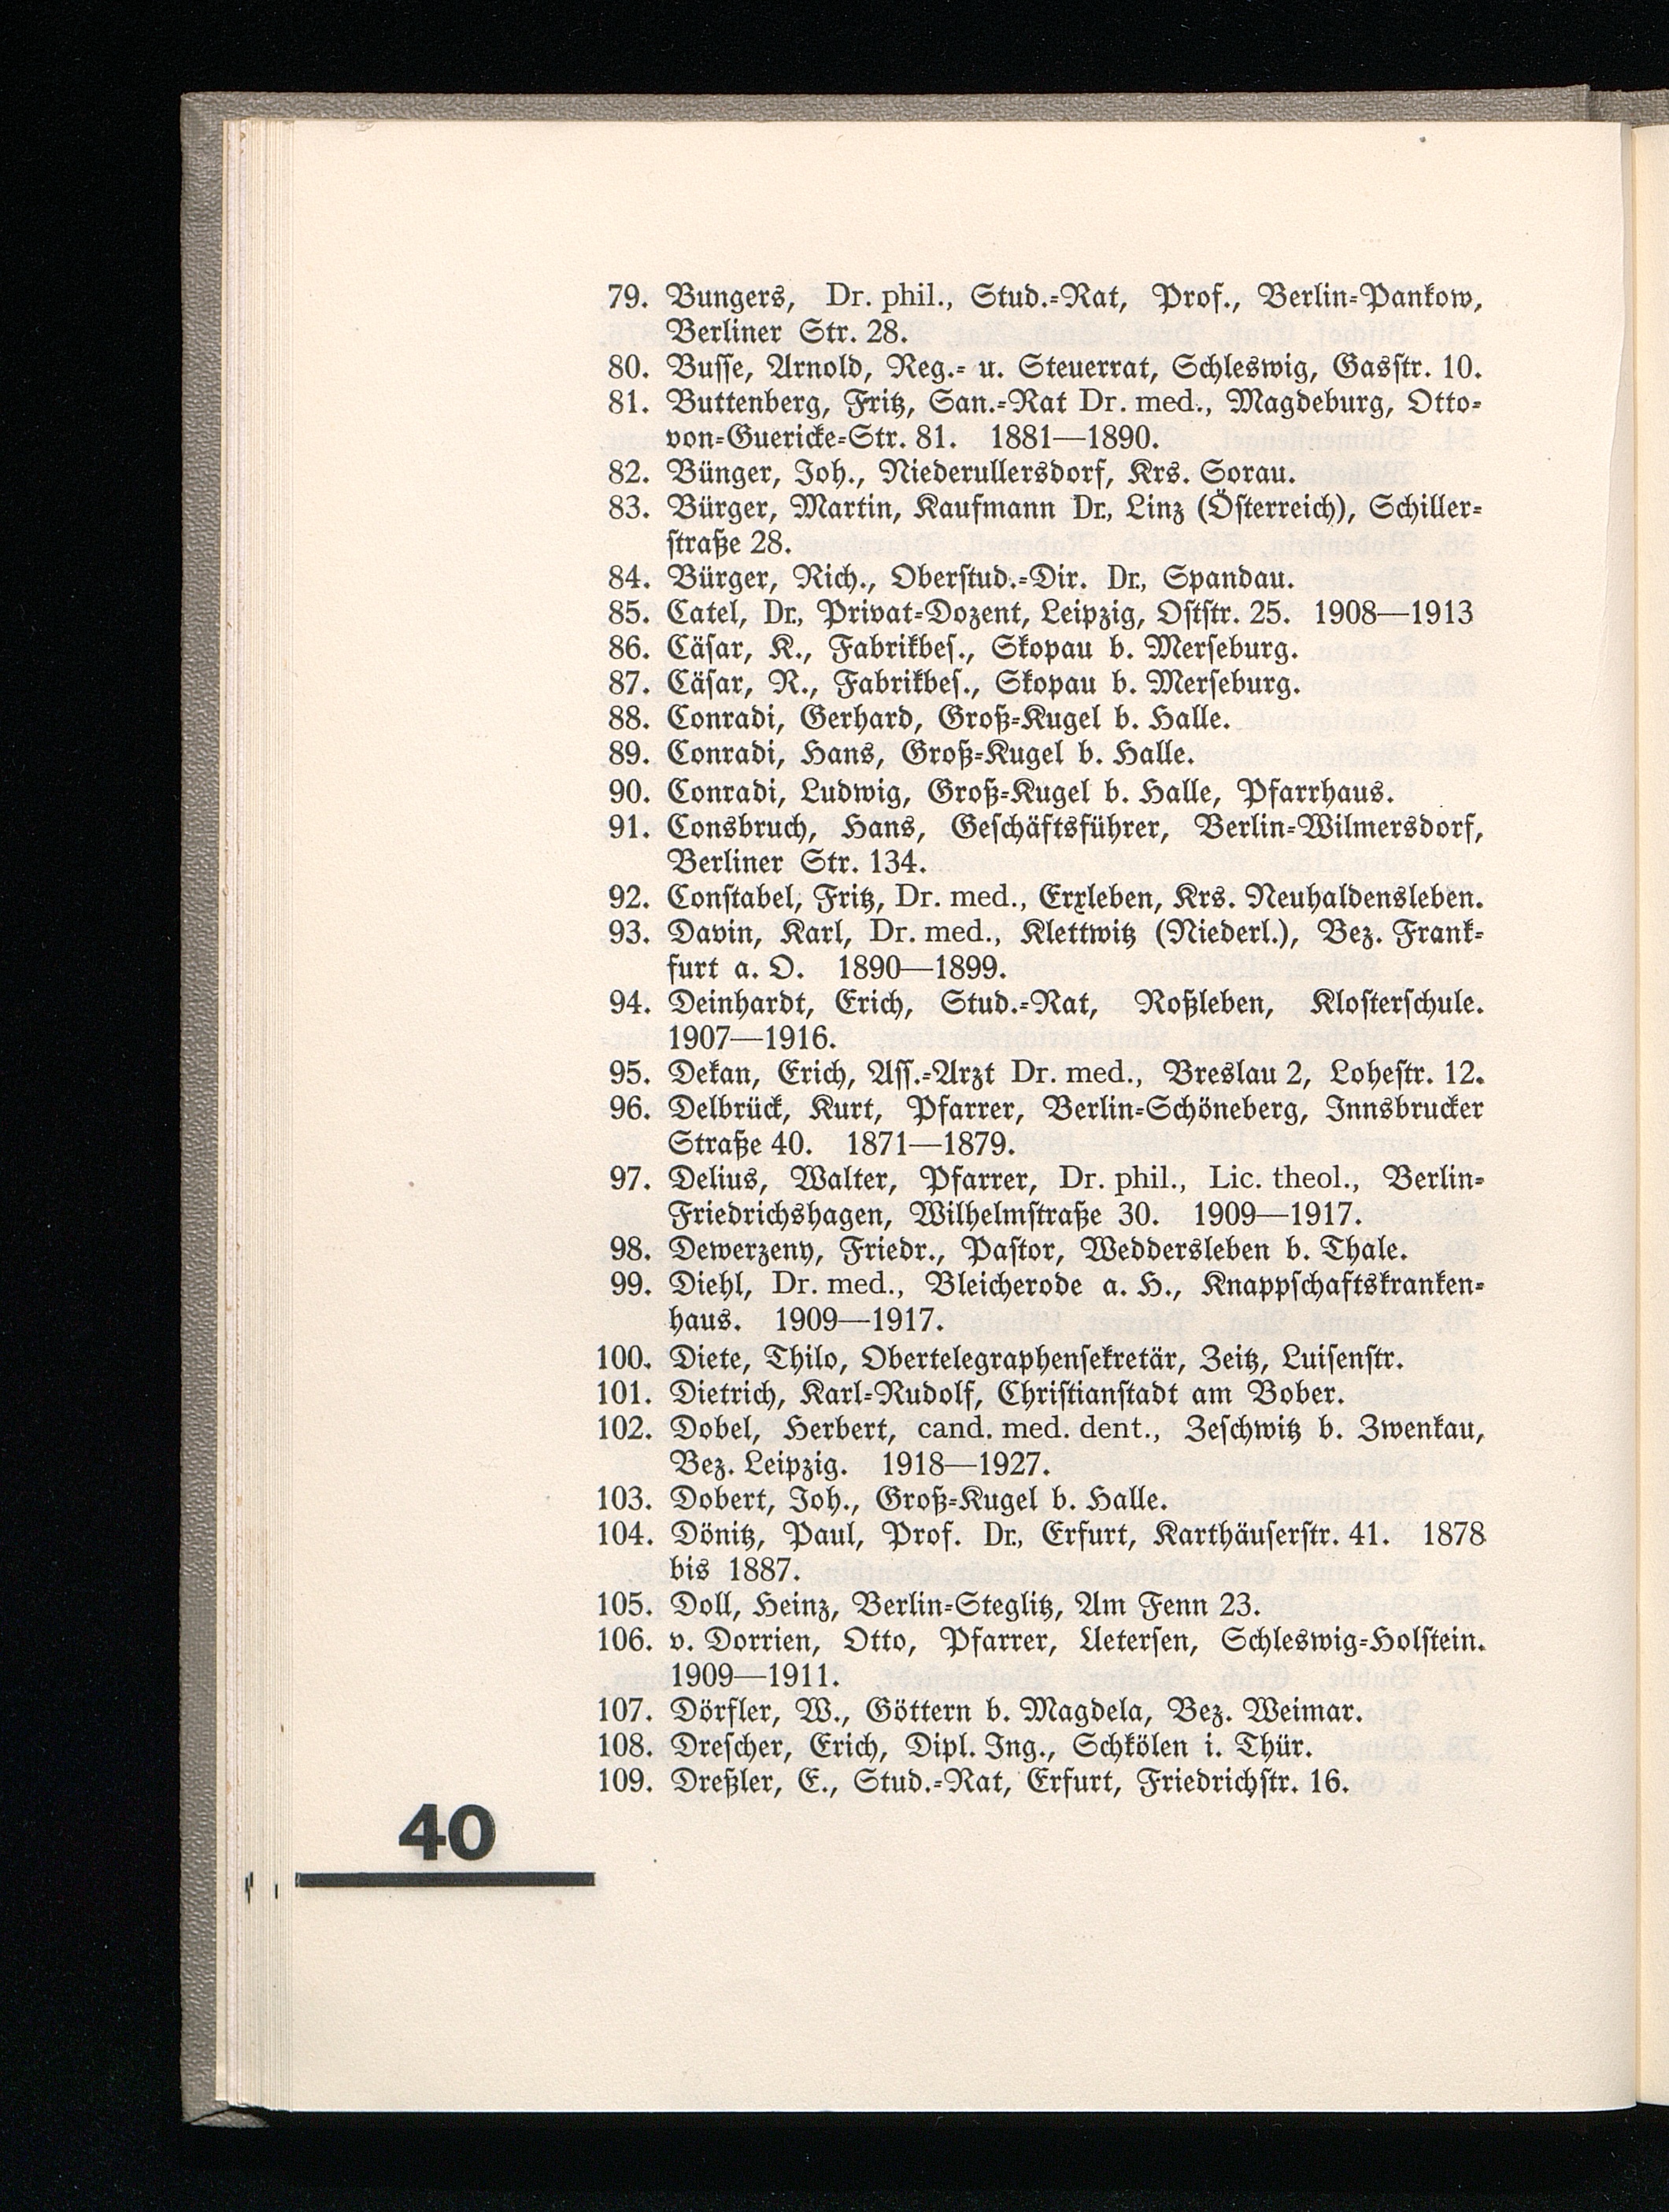 79. Bungers, Dr. phil., Stud.-Rat, Prof., Berlin-Pankow,
Berliner Str. 28.
80. Busse, Arnold, Reg.- u. Steuerrat, Schleswig, Gasstr. 10.
81. Buttenberg, Fritz, San.-Rat Dr. med., Magdeburg, Otto-
von-Guericke-Str. 81. 1881—1890.
82. Bünger, Joh., Niederullersdorf, Krs. Sorau.
83. Bürger, Martin, Kaufmann Dr., Linz (Österreich), Schiller-
straße 28.
84. Bürger, Rich., Oberstud.-Dir. Dr., Spandau.
85. Catel, Dr., Privat-Dozent, Leipzig, Oststr. 25. 1908—1913
86. Cäsar, K., Fabrikbes., Skopau b. Merseburg.
87. Cäsar, R., Fabrikbes., Skopau b. Merseburg.
88. Conradi, Gerhard, Groß-Kugel b. Halle.
89. Conradi, Hans, Groß-Kugel b. Halle.
90. Conradi, Ludwig, Groß-Kugel b. Halle, Pfarrhaus.
91. Consbruch, Hans, Geschäftsführer, Berlin-Wilmersdorf,
Berliner Str. 134.
92. Constabel, Fritz, Dr. med., Erxleben, Krs. Neuhaldensleben.
93. Davin, Karl, Dr. med., Klettwitz (Niederl.), Bez. Frank-
furt a. O. 1890—1899.
94. Deinhardt, Erich, Stud.-Rat, Roßleben, Klosterschule.
1907—1916.
95. Dekan, Erich, Ass.-Arzt Dr. med., Breslau 2, Lohestr. 12.
96. Delbrück, Kurt, Pfarrer, Berlin-Schöneberg, Innsbrucker
Straße 40. 1871—1879.
97. Delius, Walter, Pfarrer, Dr. phil., Lic. theol., Berlin-
Friedrichshagen, Wilhelmstraße 30. 1909—1917.
98. Dewerzeny, Friedr., Pastor, Weddersleben b. Thale.
99. Diehl, Dr. med., Bleicherode a. H., Knappschaftskranken-
haus. 1909—1917.
100. Diete, Thilo, Obertelegraphensekretär, Zeitz, Luisenstr.
101. Dietrich, Karl-Rudolf, Christianstadt am Bober.
102. Dobel, Herbert, cand. med. dent., Zeschwitz b. Zwenkau,
Bez. Leipzig. 1918—1927.
103. Dobert, Joh., Groß-Kugel b. Halle.
104. Dönitz, Paul, Prof. Dr., Erfurt, Karthäuserstr. 41. 1878
bis 1887.
105. Doll, Heinz, Berlin-Steglitz, Am Fenn 23.
106. v. Dorrien, Otto, Pfarrer, Uetersen, Schleswig-Holstein.
1909—1911.
107. Dörfler, W., Göttern b. Magdela, Bez. Weimar.
108. Drescher, Erich, Dipl. Ing., Schkölen i. Thür.
109. Dreßler, E., Stud.-Rat, Erfurt, Friedrichstr. 16.
40